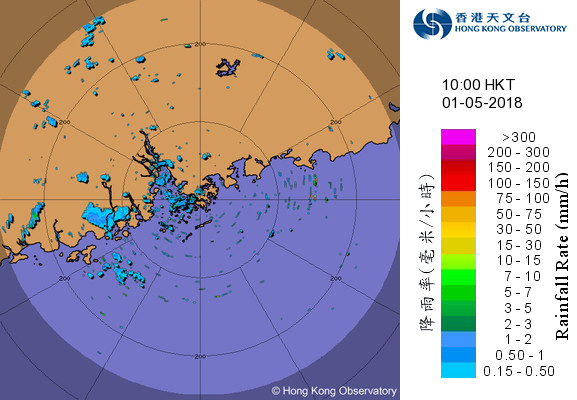 香港天文台
HONG KONG OBSERVATORY
10:00 HKT
01-05-2018
200
200
200
200
200
200
© Hong Kong Observatory
降雨率(毫米/小時)
Rainfall Rate (mm/h)
>300
200 - 300
150 - 200
100 - 150
75 - 100
50 - 75
30 - 50
15 - 30
10 - 15
7 - 10
5 - 7
3 - 5
2 - 3
1 - 2
0.50 - 1
0.15 - 0.50